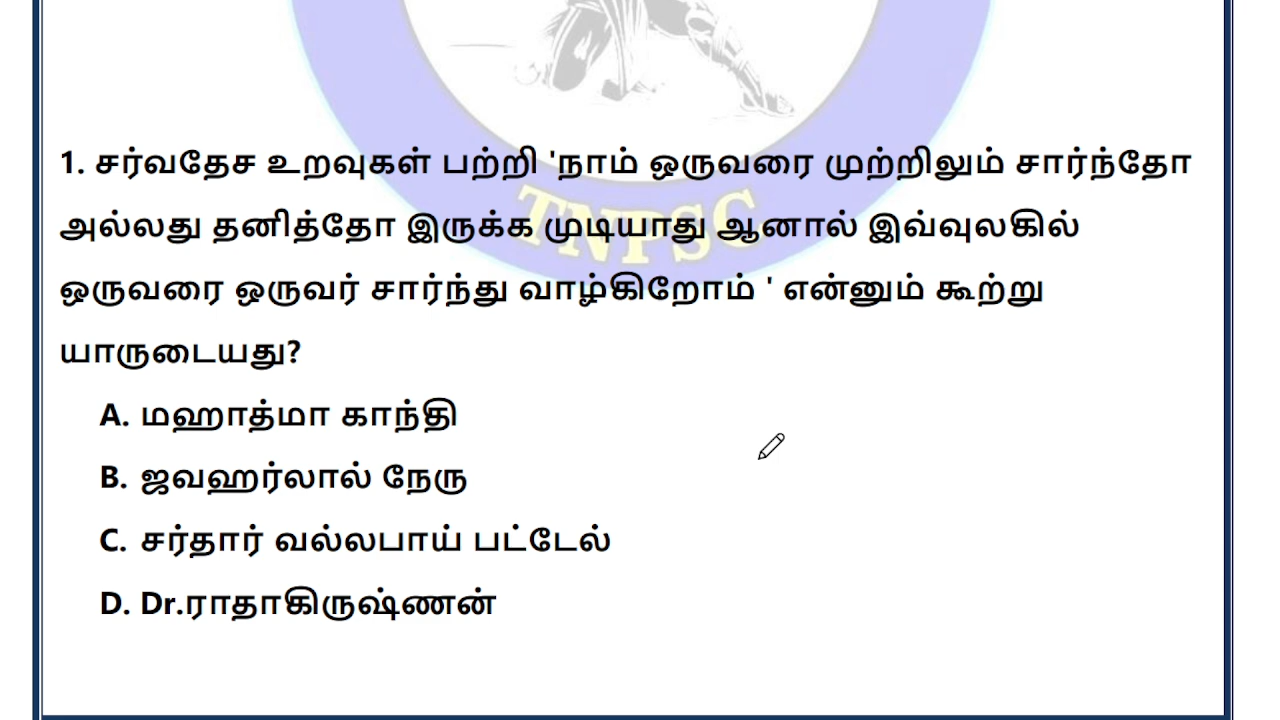 TNPSC
1. சர்வதேச உறவுகள் பற்றி 'நாம் ஒருவரை முற்றிலும் சார்ந்தோ
அல்லது தனித்தோ இருக்க முடியாது ஆனால் இவ்வுலகில்
ஒருவரை ஒருவர் சார்ந்து வாழ்கிறோம் ' என்னும் கூற்று
யாருடையது?
A. மஹாத்மா காந்தி
B. ஜவஹர்லால் நேரு
C. சர்தார் வல்லபாய் பட்டேல்
D. Dr.ராதாகிருஷ்ணன்